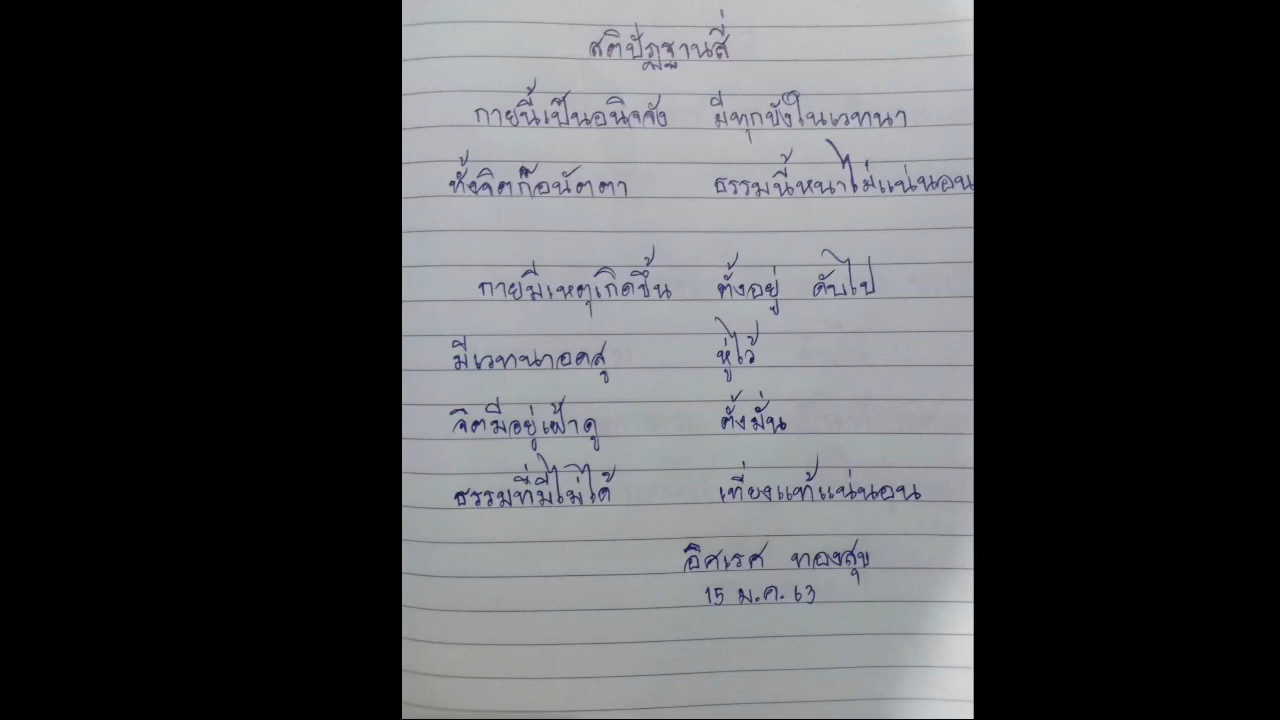 สติปัฏฐานสี่
กายนี้เป็นอนิจจัง มีทุกขังในเวทนา
ทั้งจิตก็อนัตตา ธรรมนี้หนาไม่แน่นอน
กายมีเหตุเกิดขึ้น ตั้งอยู่ ดับไป
มีเวทนาอดสู หู่ไว้
จิตมีอยู่เฝ้าดู ตั้งมั่น
ธรรมที่มีไม่ได้ เที่ยงแท้แน่นอน
อิศเรศ ทองสุข
15 ม.ค. 63